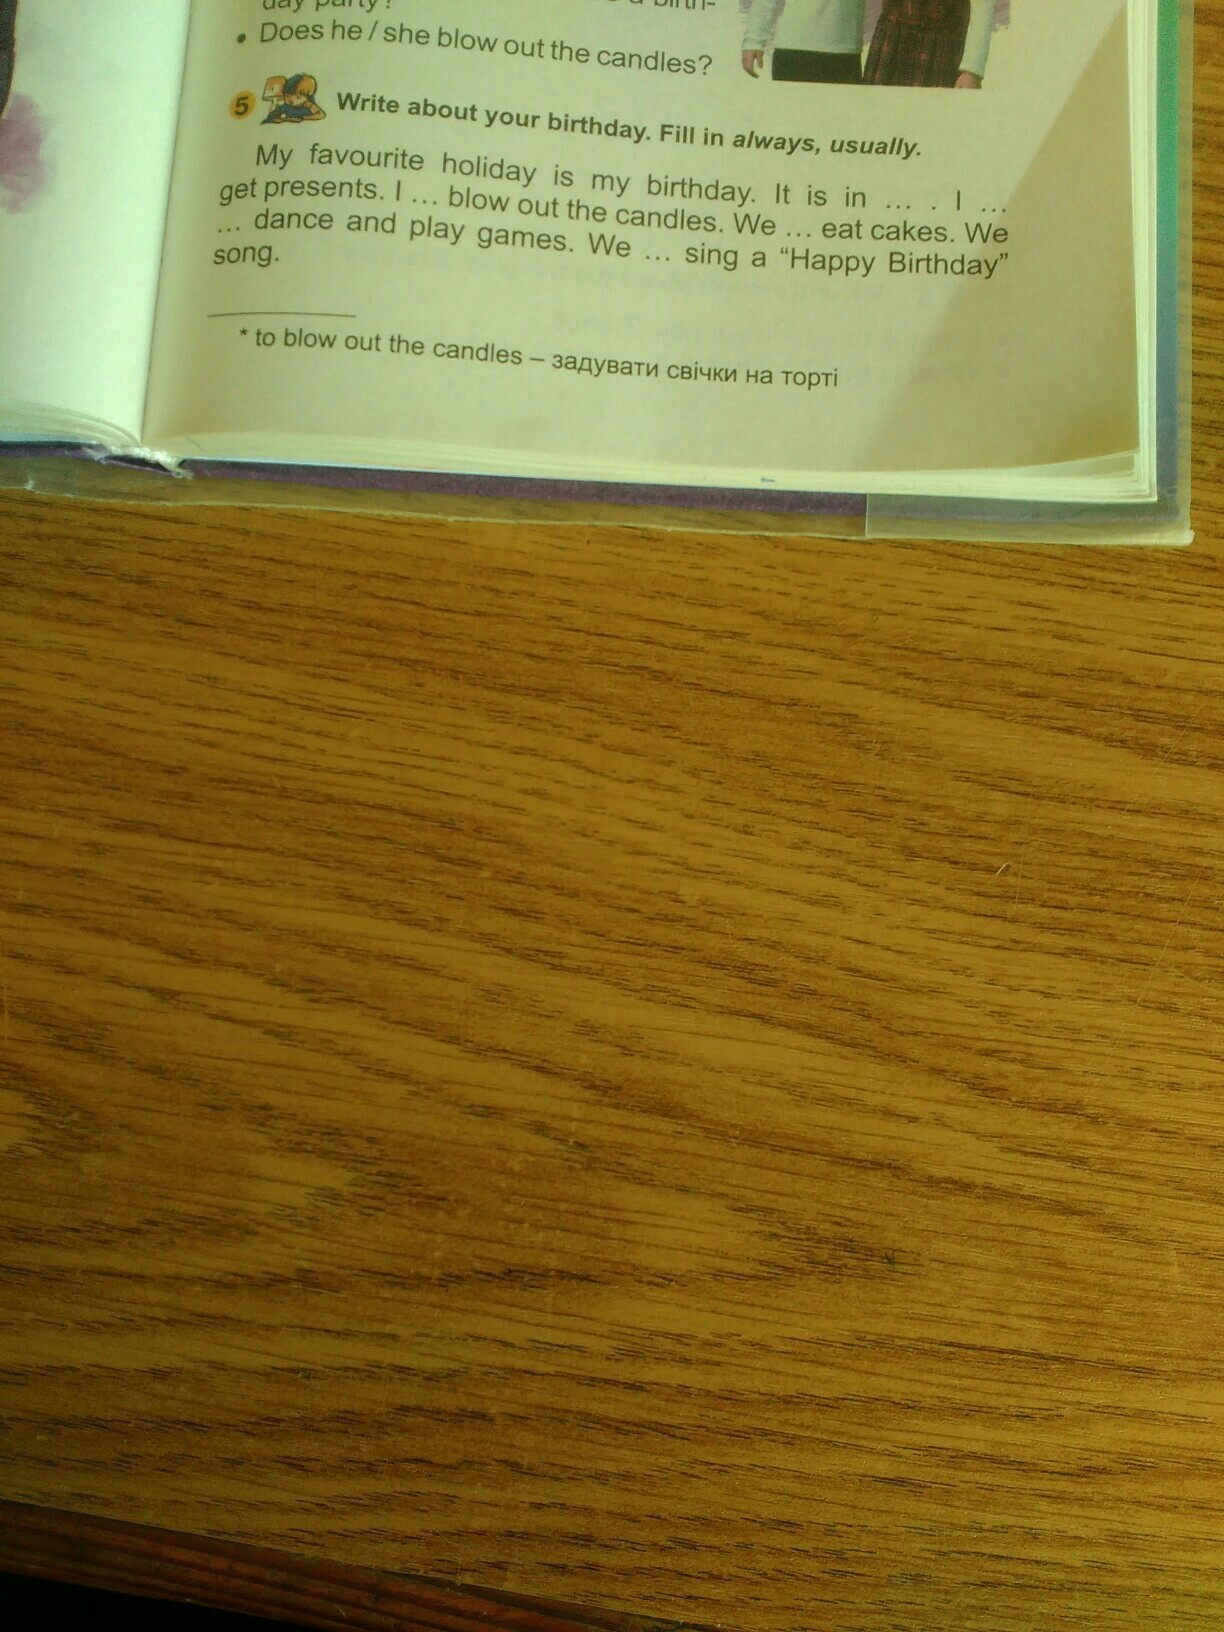 day party?
• Does he / she blow out the candles?
5 Write about your birthday. Fill in always, usually.
My favourite holiday is my birthday. It is in ... . I ...
get presents. I ... blow out the candles. We ... eat cakes. We
... dance and play games. We ... sing a “Happy Birthday”
song.
* to blow out the candles – задувати свічки на торті